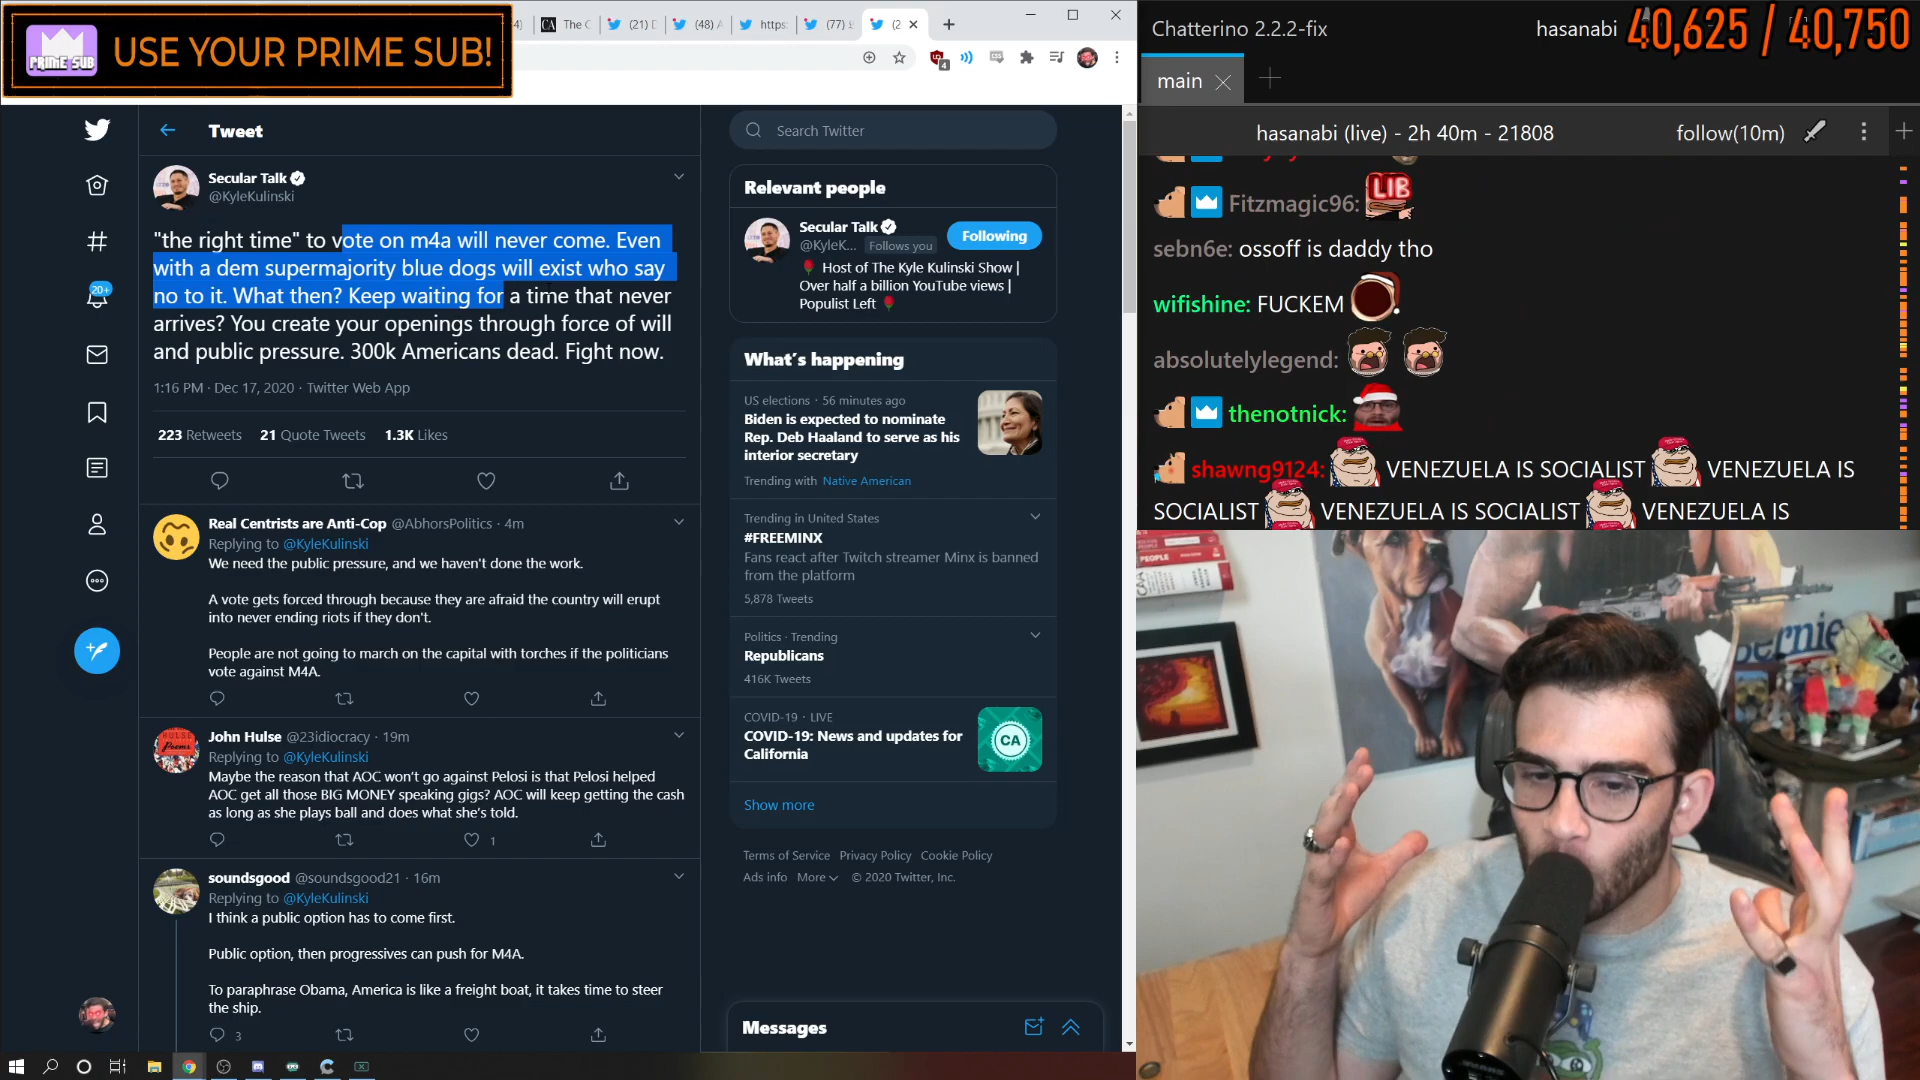 PRIME SUB
USE YOUR PRIME SUB!
The C
(21)
(48)
https:
(77)
(2
4
Tweet
Secular Talk
@KyleKulinski
"the right time" to vote on m4a will never come. Even
with a dem supermajority blue dogs will exist who say
no to it. What then? Keep waiting for a time that never
arrives? You create your openings through force of will
and public pressure. 300k Americans dead. Fight now.
1:16 PM · Dec 17, 2020 · Twitter Web App
223 Retweets 21 Quote Tweets 1.3K Likes
20+
Real Centrists are Anti-Cop @AbhorsPolitics · 4m
Replying to @KyleKulinski
We need the public pressure, and we haven't done the work.
A vote gets forced through because they are afraid the country will erupt
into never ending riots if they don't.
People are not going to march on the capital with torches if the politicians
vote against M4A.
HULSE
Poems
John Hulse @23idiocracy · 19m
Replying to @KyleKulinski
Maybe the reason that AOC won't go against Pelosi is that Pelosi helped
AOC get all those BIG MONEY speaking gigs? AOC will keep getting the cash
as long as she plays ball and does what she's told.
1
soundsgood @soundsgood21 · 16m
Replying to @KyleKulinski
I think a public option has to come first.
Public option, then progressives can push for M4A.
To paraphrase Obama, America is like a freight boat, it takes time to steer
the ship.
3
Search Twitter
Relevant people
Secular Talk
@KyleK... Follows you
Following
Host of The Kyle Kulinski Show |
Over half a billion YouTube views |
Populist Left
What's happening
US elections · 56 minutes ago
Biden is expected to nominate
Rep. Deb Haaland to serve as his
interior secretary
Trending with Native American
Trending in United States
#FREEMINX
Fans react after Twitch streamer Minx is banned
from the platform
5,878 Tweets
Politics · Trending
Republicans
416K Tweets
COVID-19 · LIVE
COVID-19: News and updates for
California
CA
Show more
Terms of Service Privacy Policy Cookie Policy
Ads info More © 2020 Twitter, Inc.
Messages
Chatterino 2.2.2-fix
hasanabi
40,625 / 40,750
main
hasanabi (live) - 2h 40m - 21808
follow(10m)
Fitzmagic96:
LIB
sebn6e: ossoff is daddy tho
wifishine: FUCKEM
absolutelylegend:
thenotnick:
shawng9124: VENEZUELA IS SOCIALIST VENEZUELA IS
SOCIALIST VENEZUELA IS SOCIALIST VENEZUELA IS
PEOPLE
Bernie